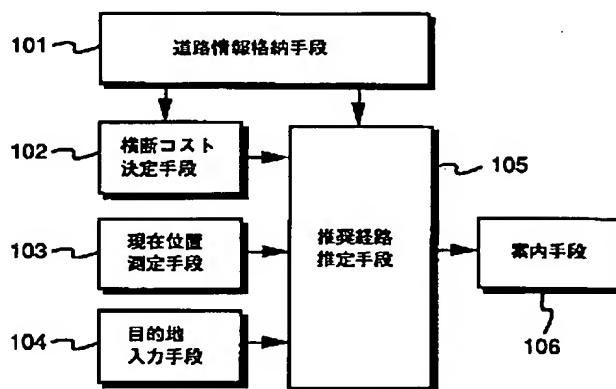 101
道路情報格納手段
102
横断コスト
決定手段
103
現在位置
測定手段
104
目的地
入力手段
105
推奨経路
推定手段
案内手段
106